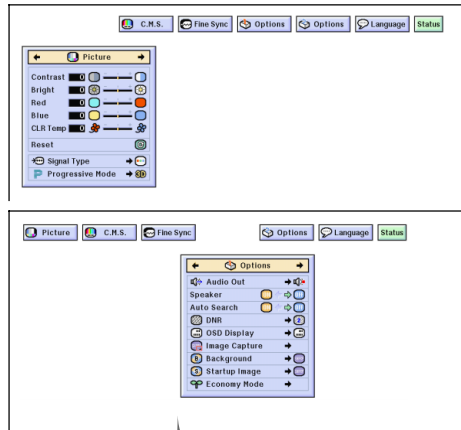 C.M.S. Fine Sync Options Options Language Status
Picture
Contrast 0
Bright 0
Red 0
Blue 0
CLR Temp 0
Reset
Signal Type
P Progressive Mode 3D
Picture C.M.S. Fine Sync Options Language Status
Options
Audio Out
Speaker
Auto Search
DNR 2
OSD Display
Image Capture
B Background
S Startup Image
Economy Mode